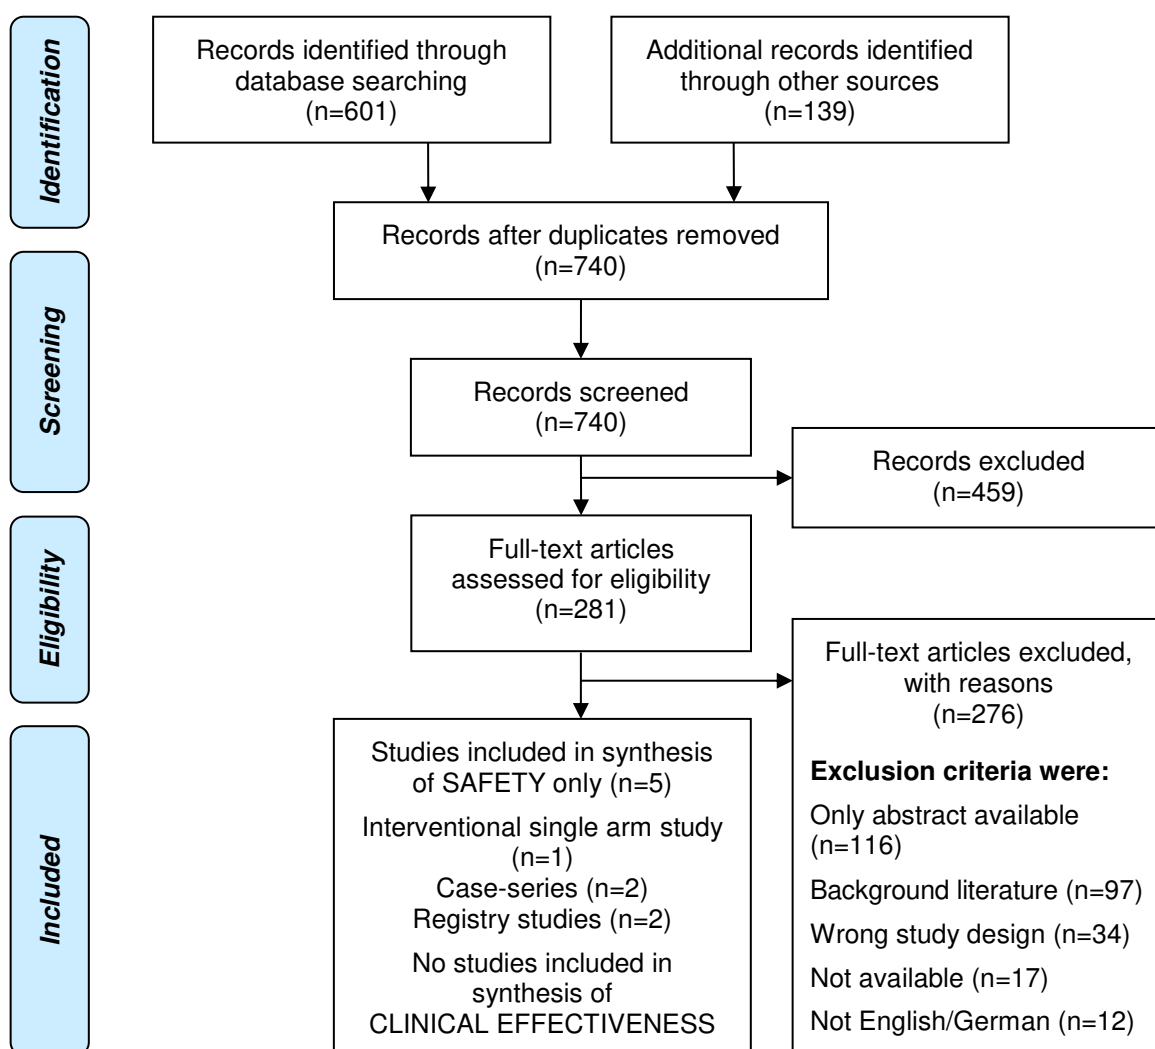 Identification
Records identified through
database searching
(n=601)
Additional records identified
through other sources
(n=139)
Records after duplicates removed
(n=740)
Screening
Records screened
(n=740)
Records excluded
(n=459)
Eligibility
Full-text articles
assessed for eligibility
(n=281)
Full-text articles excluded,
with reasons
(n=276)
Exclusion criteria were:
Only abstract available
(n=116)
Background literature (n=97)
Wrong study design (n=34)
Not available (n=17)
Not English/German (n=12)
Included
Studies included in synthesis
of SAFETY only (n=5)
Interventional single arm study
(n=1)
Case-series (n=2)
Registry studies (n=2)
No studies included in
synthesis of
CLINICAL EFFECTIVENESS